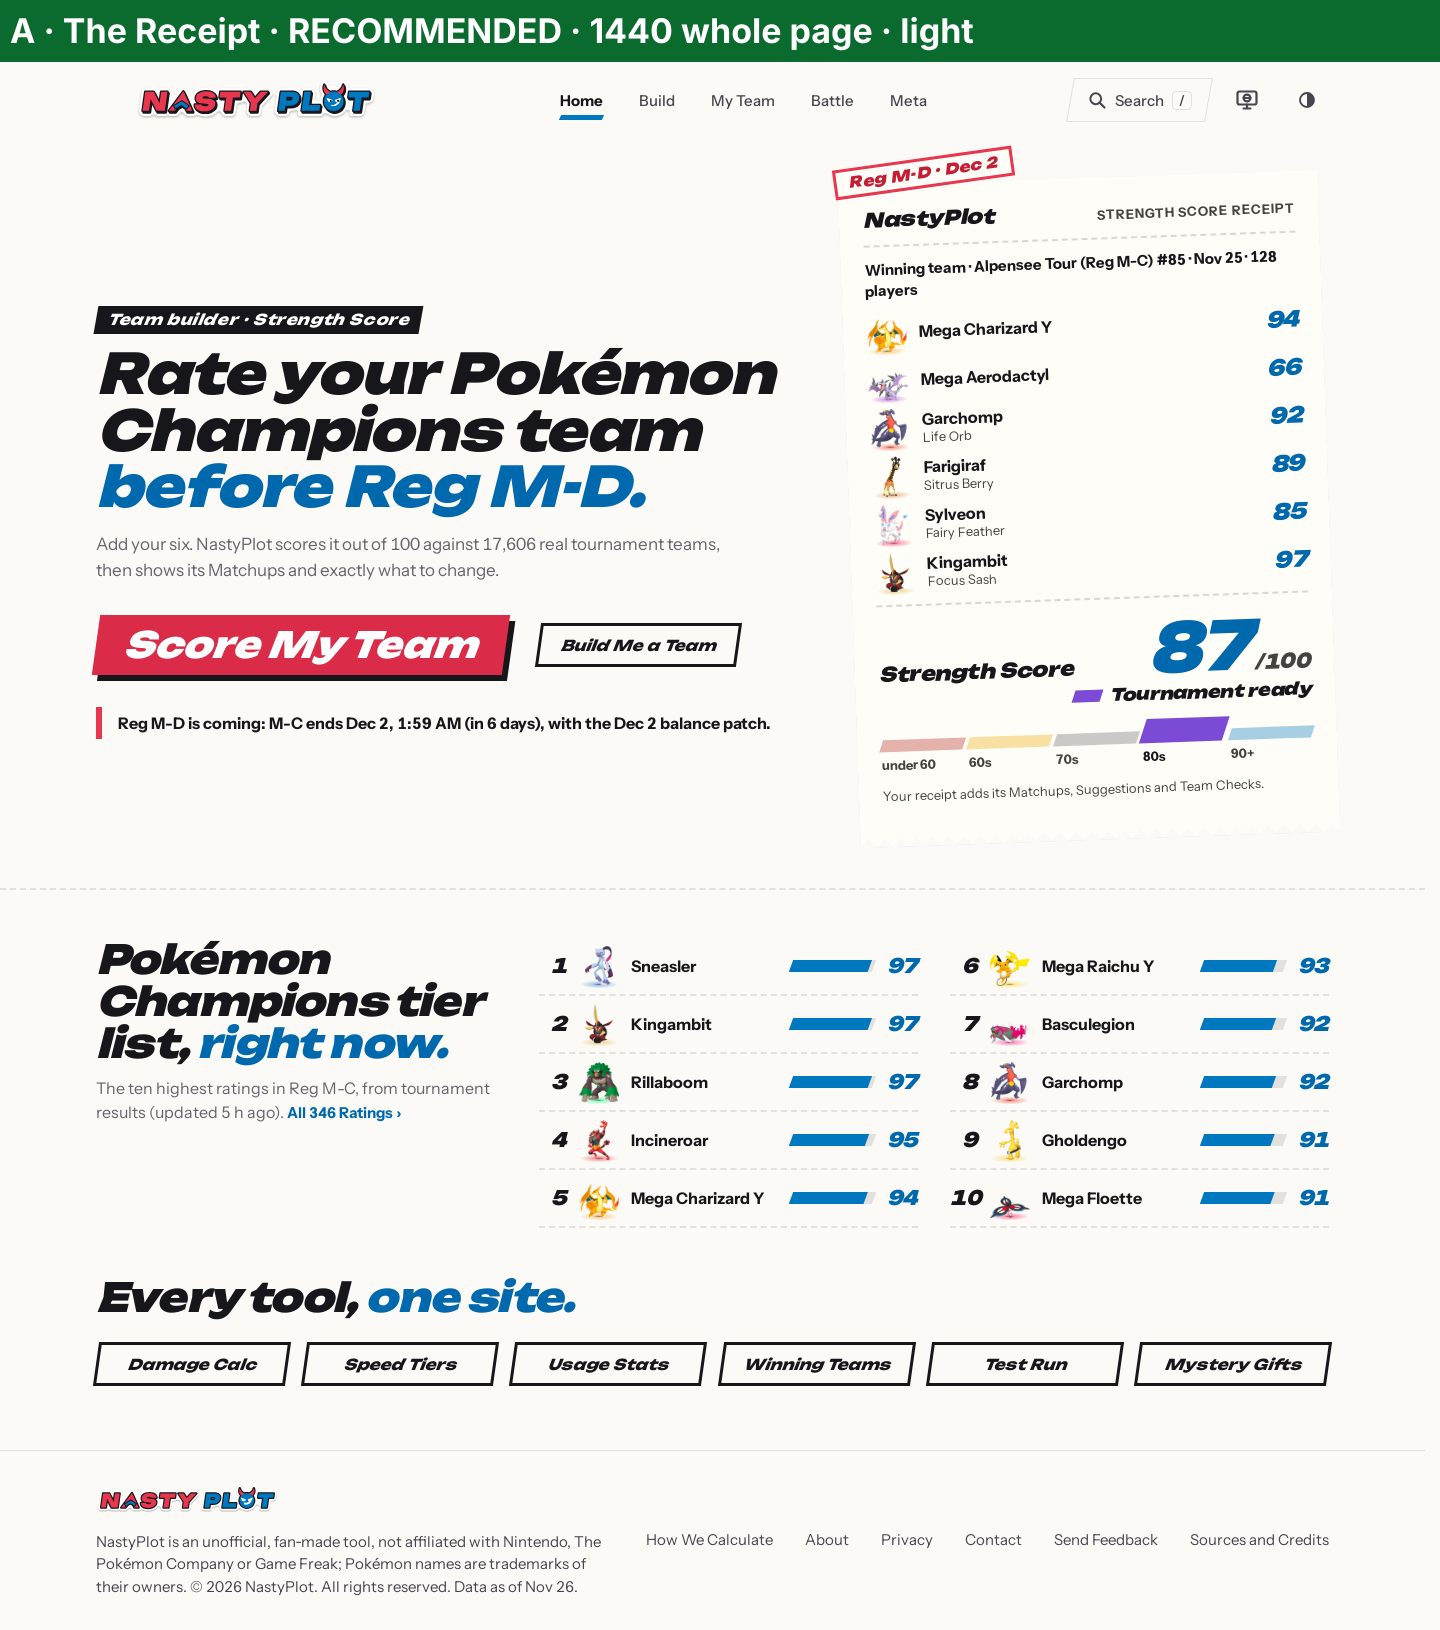 A · The Receipt · RECOMMENDED · 1440 whole page · light
NASTY PLOT
Home
Build
My Team
Battle
Meta
Search /
Reg M-D · Dec 2
NastyPlot
STRENGTH SCORE RECEIPT
Winning team · Alpensee Tour (Reg M-C) #85 · Nov 25 · 128
players
Mega Charizard Y 94
Mega Aerodactyl 66
Garchomp 92
Life Orb
Farigiraf 89
Sitrus Berry
Sylveon 85
Fairy Feather
Kingambit 97
Focus Sash
Strength Score 87 /100
Tournament ready
under 60 60s 70s 80s 90+
Your receipt adds its Matchups, Suggestions and Team Checks.
Team builder · Strength Score
Rate your Pokémon
Champions team
before Reg M-D.
Add your six. NastyPlot scores it out of 100 against 17,606 real tournament teams,
then shows its Matchups and exactly what to change.
Score My Team
Build Me a Team
Reg M-D is coming: M-C ends Dec 2, 1:59 AM (in 6 days), with the Dec 2 balance patch.
Pokémon
Champions tier
list, right now.
The ten highest ratings in Reg M-C, from tournament
results (updated 5 h ago). All 346 Ratings ›
1 Sneasler 97
2 Kingambit 97
3 Rillaboom 97
4 Incineroar 95
5 Mega Charizard Y 94
6 Mega Raichu Y 93
7 Basculegion 92
8 Garchomp 92
9 Gholdengo 91
10 Mega Floette 91
Every tool, one site.
Damage Calc
Speed Tiers
Usage Stats
Winning Teams
Test Run
Mystery Gifts
NASTY PLOT
NastyPlot is an unofficial, fan-made tool, not affiliated with Nintendo, The
Pokémon Company or Game Freak; Pokémon names are trademarks of
their owners. © 2026 NastyPlot. All rights reserved. Data as of Nov 26.
How We Calculate
About
Privacy
Contact
Send Feedback
Sources and Credits